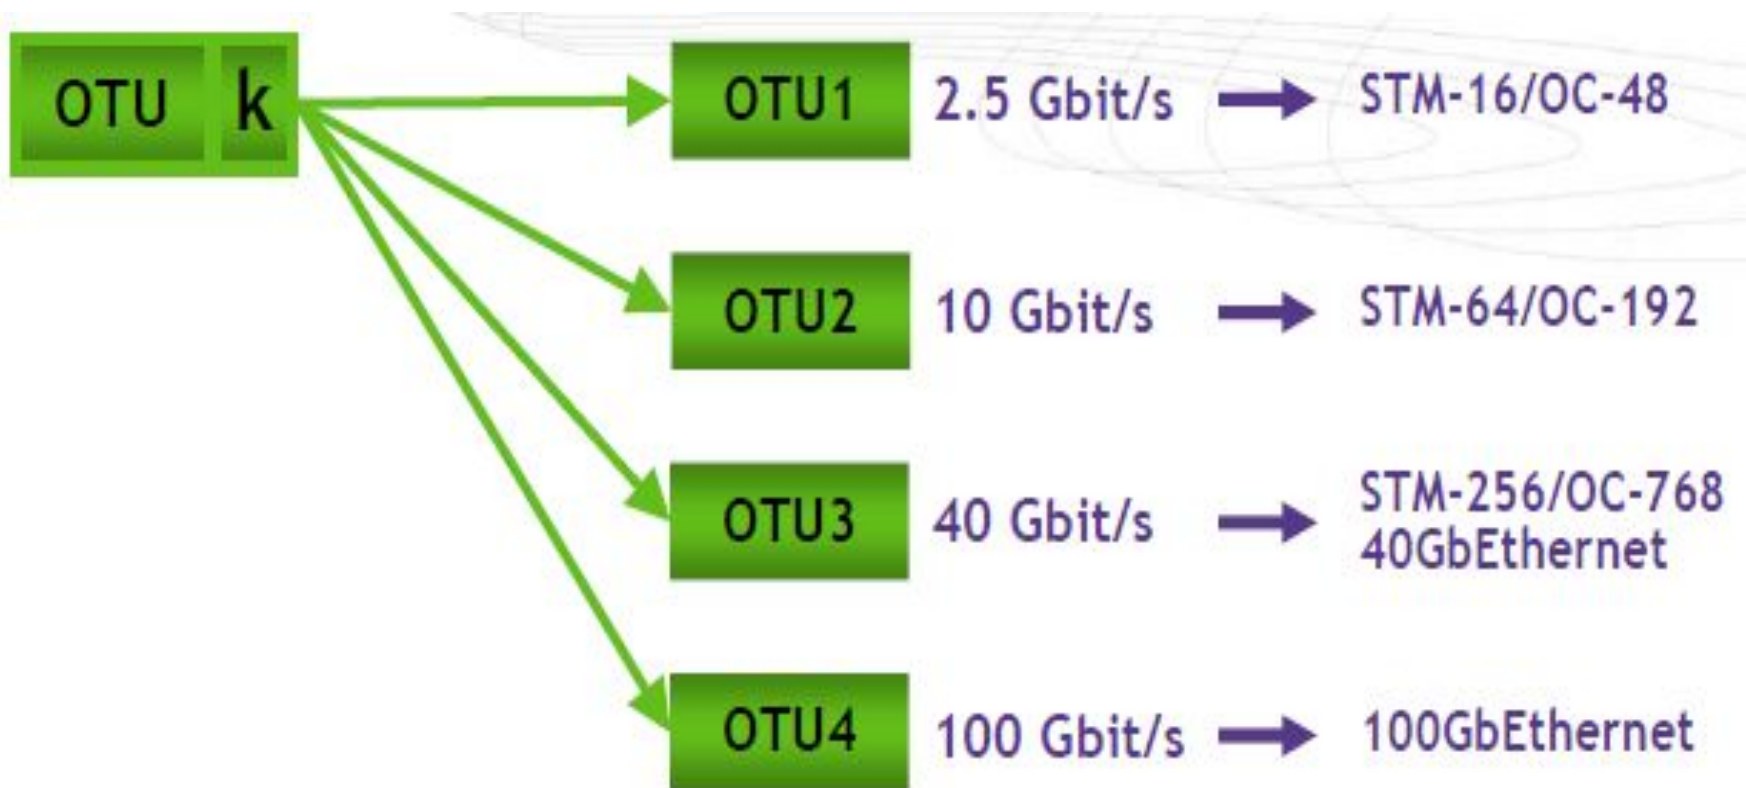 OTU k
OTU1 2.5 Gbit/s STM-16/OC-48
OTU2 10 Gbit/s STM-64/OC-192
OTU3 40 Gbit/s STM-256/OC-768
40GbEthernet
OTU4 100 Gbit/s 100GbEthernet